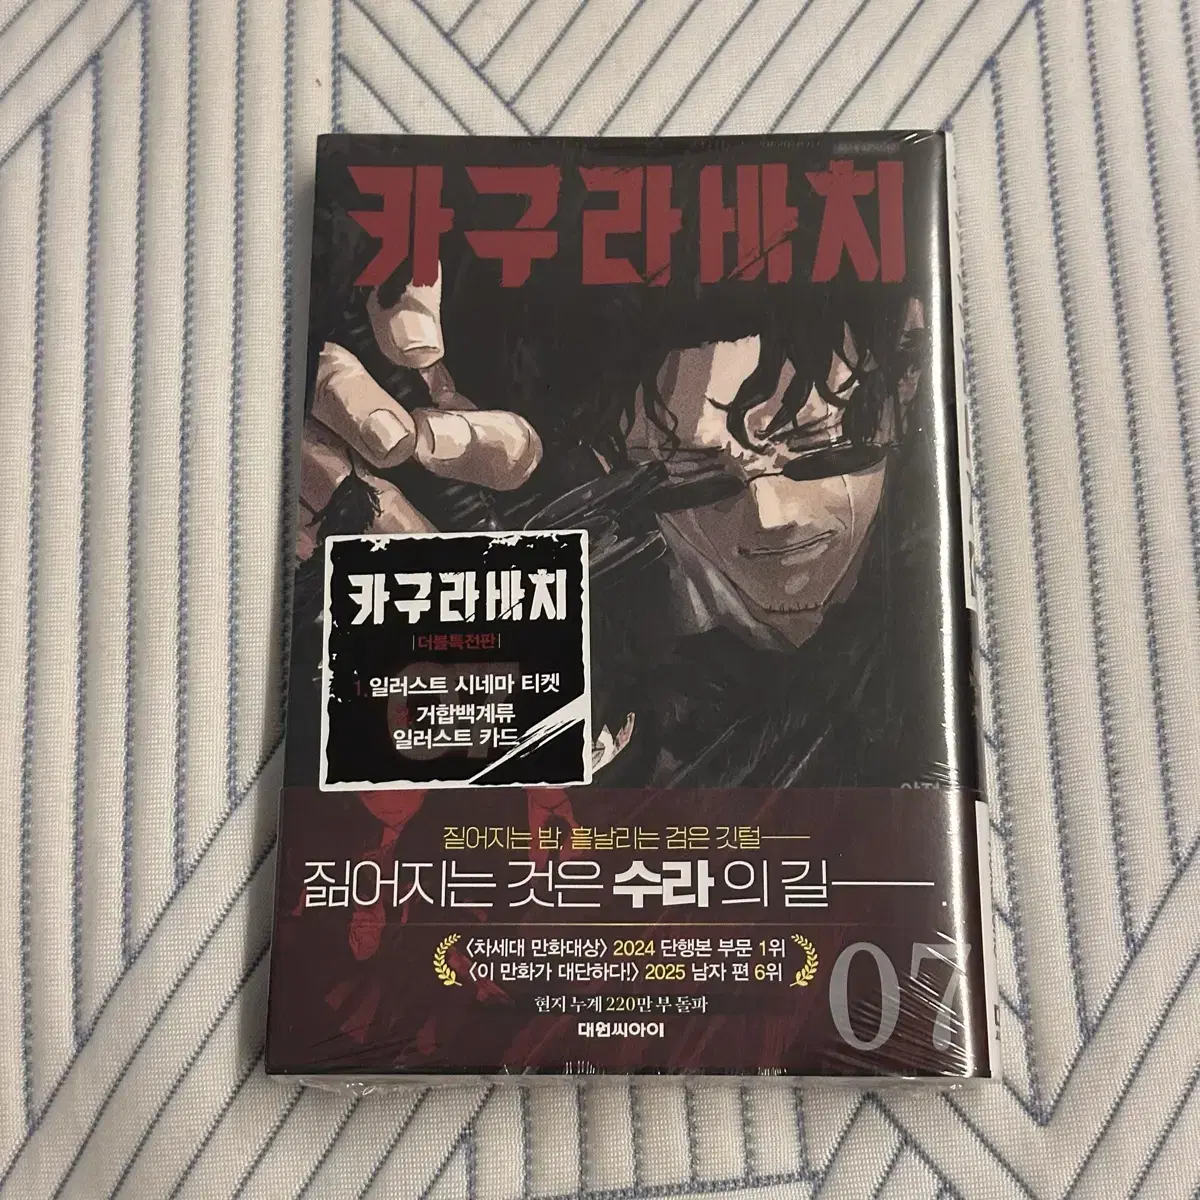 카구라바치
카구라바치
더블특전판
1. 일러스트 시네마 티켓
거합백계류
일러스트 카드
짙어지는 밤, 흩날리는 검은 깃털——
짊어지는 것은 수라의 길——.
〈차세대 만화대상〉 2024 단행본 부문 1위
〈이 만화가 대단하다!〉 2025 남자 편 6위
현지 누계 220만 부 돌파
대원씨아이
07